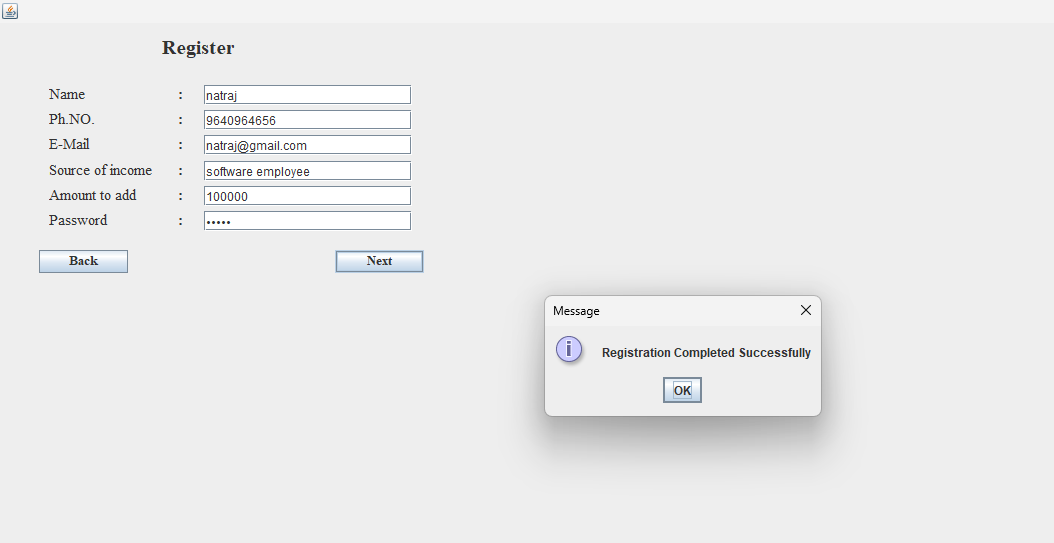 Register
Name : natraj
Ph.NO. : 9640964656
E-Mail : natraj@gmail.com
Source of income : software employee
Amount to add : 100000
Password : •••••
Back Next
Message
Registration Completed Successfully
OK